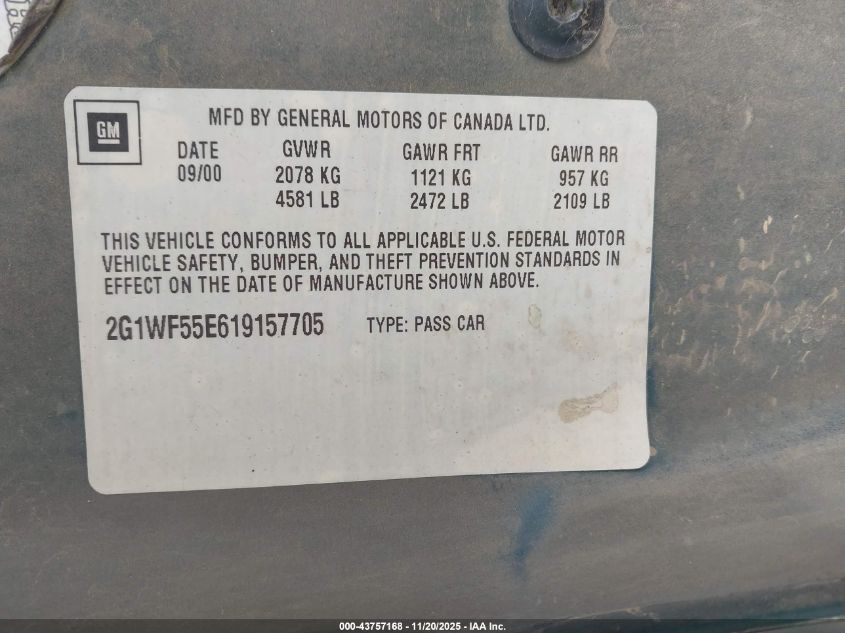 GM
MFD BY GENERAL MOTORS OF CANADA LTD.
DATE GVWR GAWR FRT GAWR RR
09/00 2078 KG 1121 KG 957 KG
4581 LB 2472 LB 2109 LB
THIS VEHICLE CONFORMS TO ALL APPLICABLE U.S. FEDERAL MOTOR
VEHICLE SAFETY, BUMPER, AND THEFT PREVENTION STANDARDS IN
EFFECT ON THE DATE OF MANUFACTURE SHOWN ABOVE.
2G1WF55E619157705 TYPE: PASS CAR
000-43757168 - 11/20/2025 - IAA Inc.